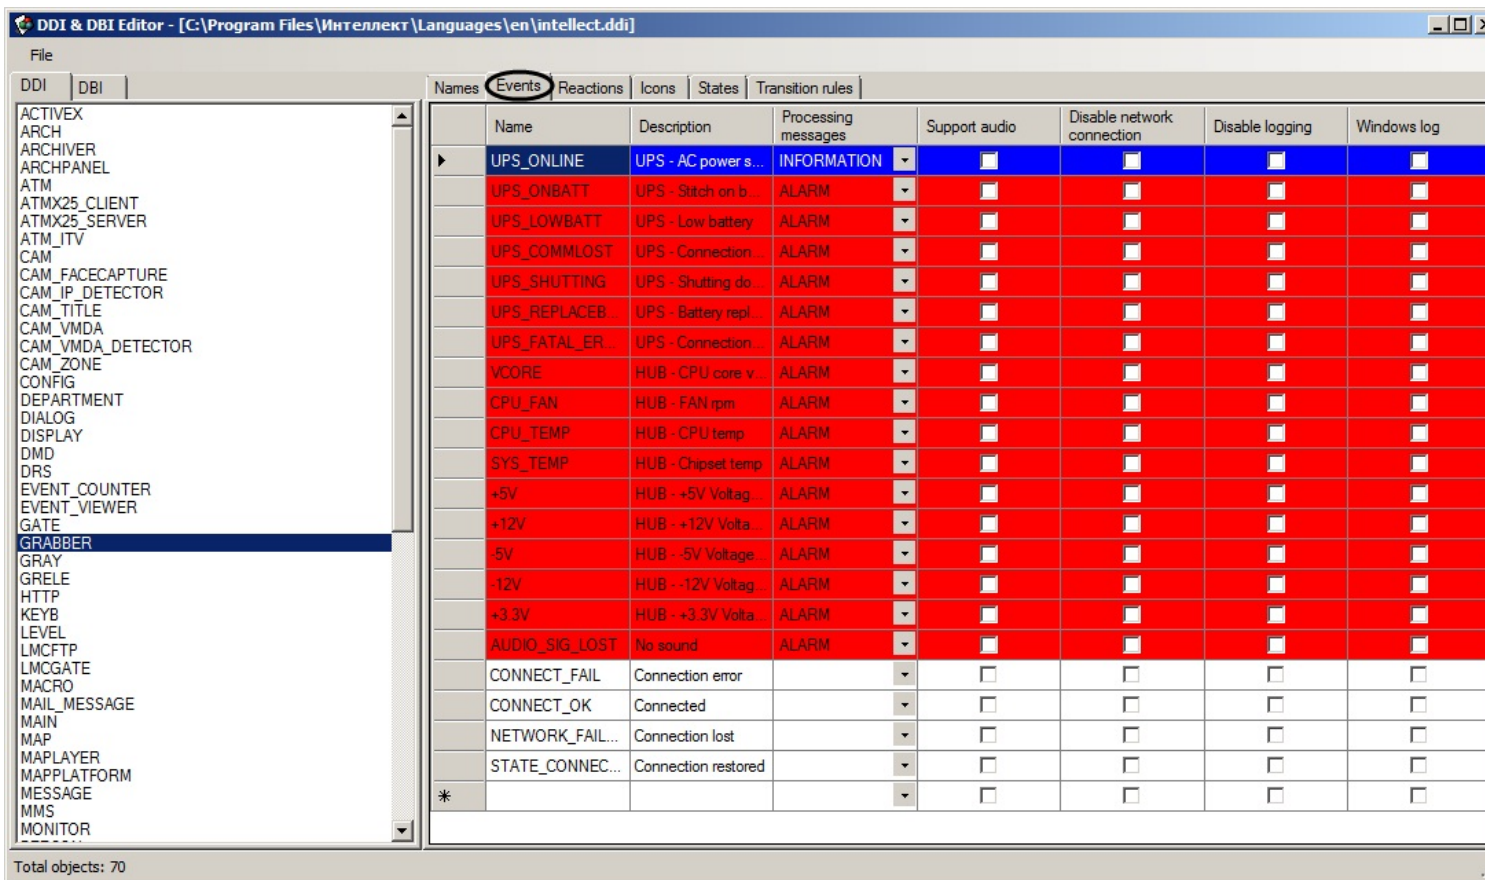 DDI & DBI Editor - [C:\Program Files\Интеллект\Languages\en\intellect.ddi]
File
DDI DBI
ACTIVEX
ARCH
ARCHIVER
ARCHPANEL
ATM
ATMX25_CLIENT
ATMX25_SERVER
ATM_ITV
CAM
CAM_FACECAPTURE
CAM_IP_DETECTOR
CAM_TITLE
CAM_VMDA
CAM_VMDA_DETECTOR
CAM_ZONE
CONFIG
DEPARTMENT
DIALOG
DISPLAY
DMD
DRS
EVENT_COUNTER
EVENT_VIEWER
GATE
GRABBER
GRAY
GRELE
HTTP
KEYB
LEVEL
LMCFTP
LMCGATE
MACRO
MAIL_MESSAGE
MAIN
MAP
MAPLAYER
MAPPLATFORM
MESSAGE
MMS
MONITOR
Names Events Reactions Icons States Transition rules
Name Description Processing messages Support audio Disable network connection Disable logging Windows log
UPS_ONLINE UPS - AC power s... INFORMATION
UPS_ONBATT UPS - Stitch on b... ALARM
UPS_LOWBATT UPS - Low battery ALARM
UPS_COMMLOST UPS - Connection... ALARM
UPS_SHUTTING UPS - Shutting do... ALARM
UPS_REPLACEB... UPS - Battery repl... ALARM
UPS_FATAL_ER... UPS - Connection... ALARM
VCORE HUB - CPU core v... ALARM
CPU_FAN HUB - FAN rpm ALARM
CPU_TEMP HUB - CPU temp ALARM
SYS_TEMP HUB - Chipset temp ALARM
+5V HUB - +5V Voltag... ALARM
+12V HUB - +12V Volta... ALARM
-5V HUB - -5V Voltage... ALARM
-12V HUB - -12V Voltag... ALARM
+3.3V HUB - +3.3V Volta... ALARM
AUDIO_SIG_LOST No sound ALARM
CONNECT_FAIL Connection error
CONNECT_OK Connected
NETWORK_FAIL... Connection lost
STATE_CONNEC... Connection restored
Total objects: 70